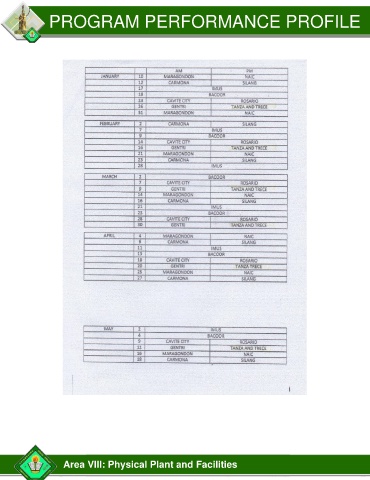 PROGRAM PERFORMANCE PROFILE
AM PM
JANUARY 10 MARAGONDON NAIC
12 CARMONA SILANG
17 IMUS
19 BACOOR
24 CAVITE CITY ROSARIO
26 GENTRI TANZA AND TRECE
31 MARAGONDON NAIC
FEBRUARY 2 CARMONA SILANG
7 IMUS
9 BACOOR
14 CAVITE CITY ROSARIO
16 GENTRI TANZA AND TRECE
21 MARAGONDON NAIC
23 CARMONA SILANG
28 IMUS
MARCH 2 BACOOR
7 CAVITE CITY ROSARIO
9 GENTRI TANZA AND TRECE
14 MARAGONDON NAIC
16 CARMONA SILANG
21 IMUS
23 BACOOR
28 CAVITE CITY ROSARIO
30 GENTRI TANZA AND TRECE
APRIL 4 MARAGONDON NAIC
6 CARMONA SILANG
11 IMUS
13 BACOOR
18 CAVITE CITY ROSARIO
20 GENTRI TANZA TRECE
25 MARAGONDON NAIC
27 CARMONA SILANG
MAY 2 IMUS
4 BACOOR
9 CAVITE CITY ROSARIO
11 GENTRI TANZA AND TRECE
16 MARAGONDON NAIC
18 CARMONA SILANG
Area VIII: Physical Plant and Facilities